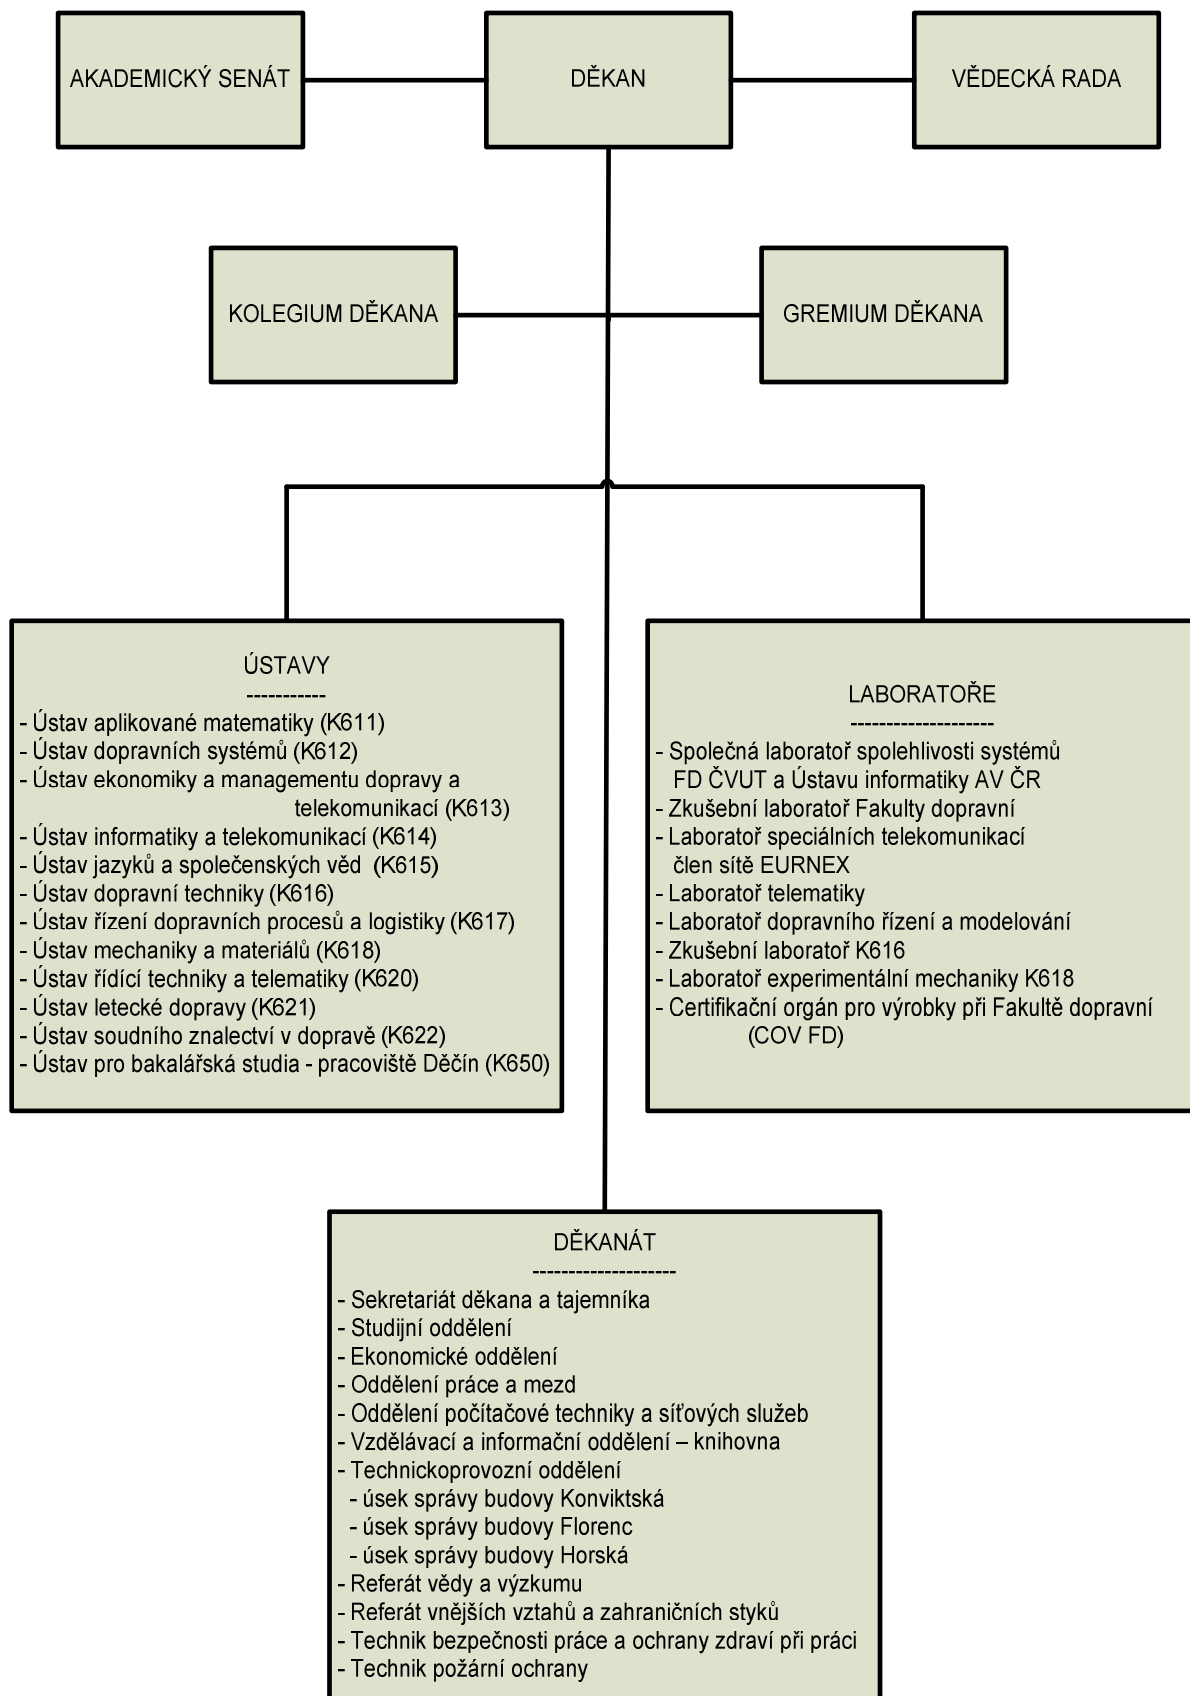 AKADEMICKÝ SENÁT
DĚKAN
VĚDECKÁ RADA
KOLEGIUM DĚKANA
GREMIUM DĚKANA
ÚSTAVY
-----------
- Ústav aplikované matematiky (K611)
- Ústav dopravních systémů (K612)
- Ústav ekonomiky a managementu dopravy a
telekomunikací (K613)
- Ústav informatiky a telekomunikací (K614)
- Ústav jazyků a společenských věd (K615)
- Ústav dopravní techniky (K616)
- Ústav řízení dopravních procesů a logistiky (K617)
- Ústav mechaniky a materiálů (K618)
- Ústav řídící techniky a telematiky (K620)
- Ústav letecké dopravy (K621)
- Ústav soudního znalectví v dopravě (K622)
- Ústav pro bakalářská studia - pracoviště Děčín (K650)
LABORATOŘE
--------------------
- Společná laboratoř spolehlivosti systémů
FD ČVUT a Ústavu informatiky AV ČR
- Zkušební laboratoř Fakulty dopravní
- Laboratoř speciálních telekomunikací
člen sítě EURNEX
- Laboratoř telematiky
- Laboratoř dopravního řízení a modelování
- Zkušební laboratoř K616
- Laboratoř experimentální mechaniky K618
- Certifikační orgán pro výrobky při Fakultě dopravní
(COV FD)
DĚKANÁT
--------------------
- Sekretariát děkana a tajemníka
- Studijní oddělení
- Ekonomické oddělení
- Oddělení práce a mezd
- Oddělení počítačové techniky a síťových služeb
- Vzdělávací a informační oddělení – knihovna
- Technickoprovozní oddělení
- úsek správy budovy Konviktská
- úsek správy budovy Florenc
- úsek správy budovy Horská
- Referát vědy a výzkumu
- Referát vnějších vztahů a zahraničních styků
- Technik bezpečnosti práce a ochrany zdraví při práci
- Technik požární ochrany